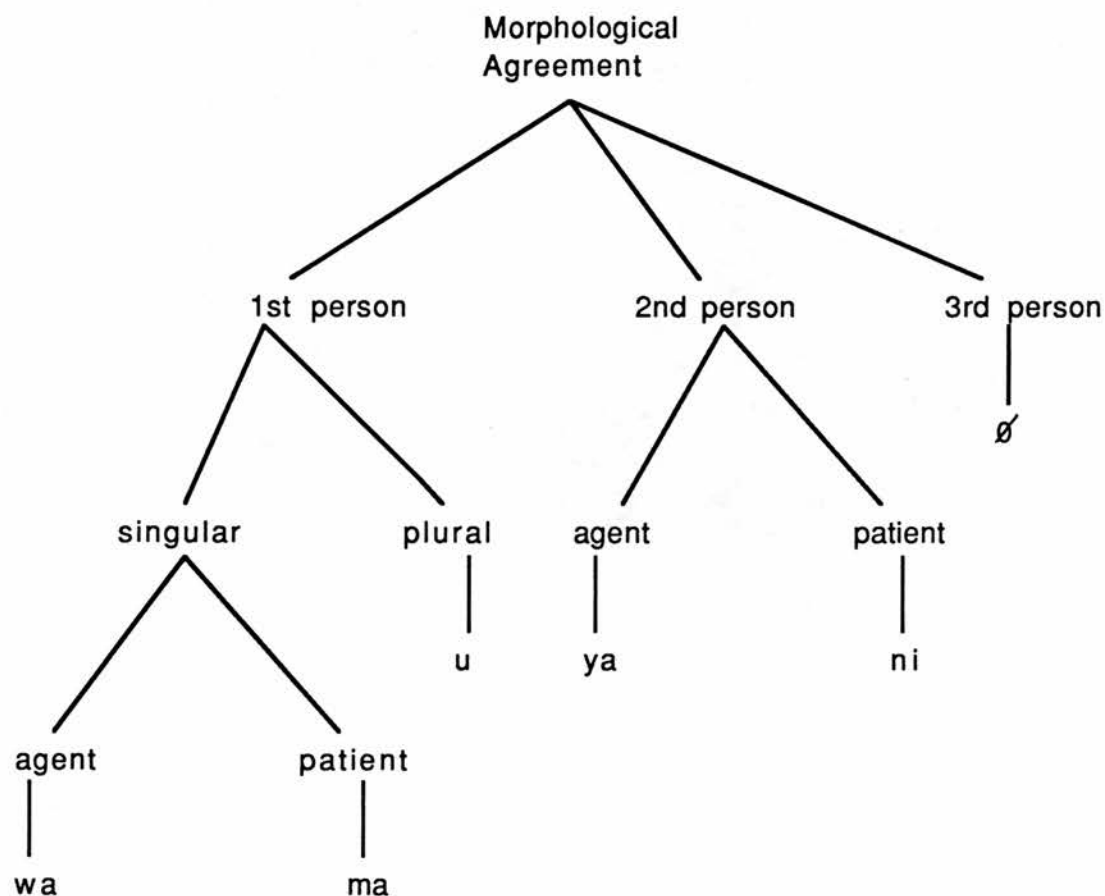 Morphological
Agreement
1st person 2nd person 3rd person
Ø
singular plural agent patient
u ya ni
agent patient
wa ma